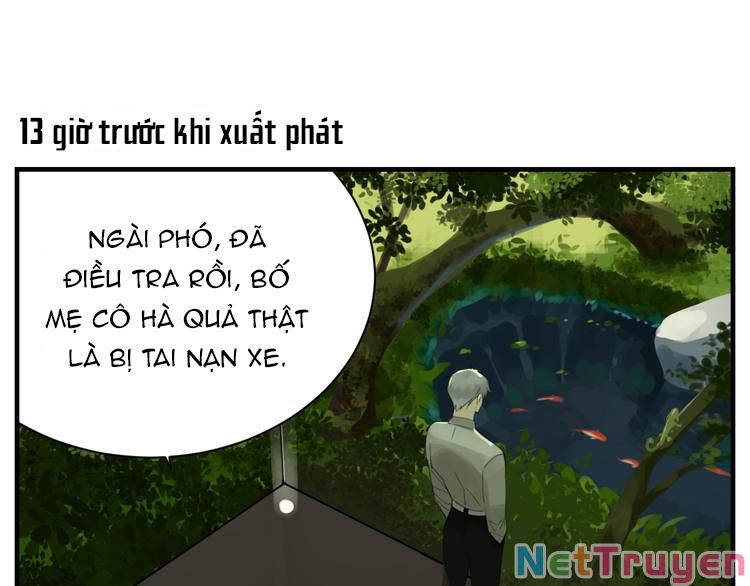 13 giờ trước khi xuất phát
NGÀI PHÓ, ĐÃ
ĐIỀU TRA RỒI, BỐ
MẸ CÔ HÀ QUẢ THẬT
LÀ BỊ TAI NẠN XE.
NetTruyen